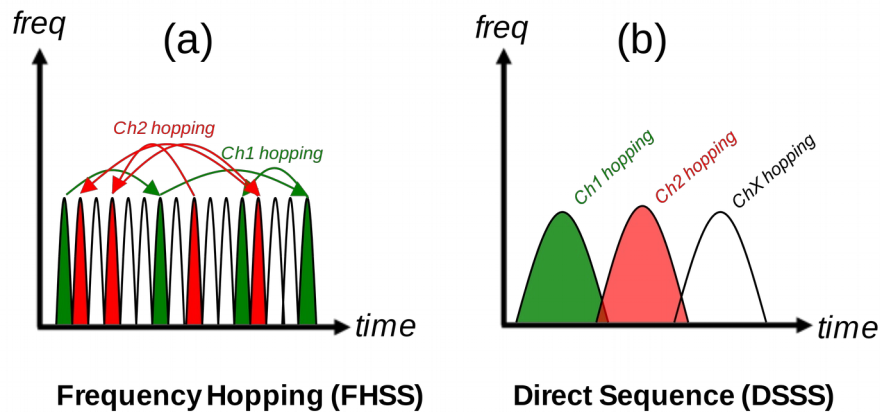 freq
(a)
Ch2 hopping
Ch1 hopping
time
Frequency Hopping (FHSS)
freq
(b)
Ch1 hopping
Ch2 hopping
ChX hopping
time
Direct Sequence (DSSS)